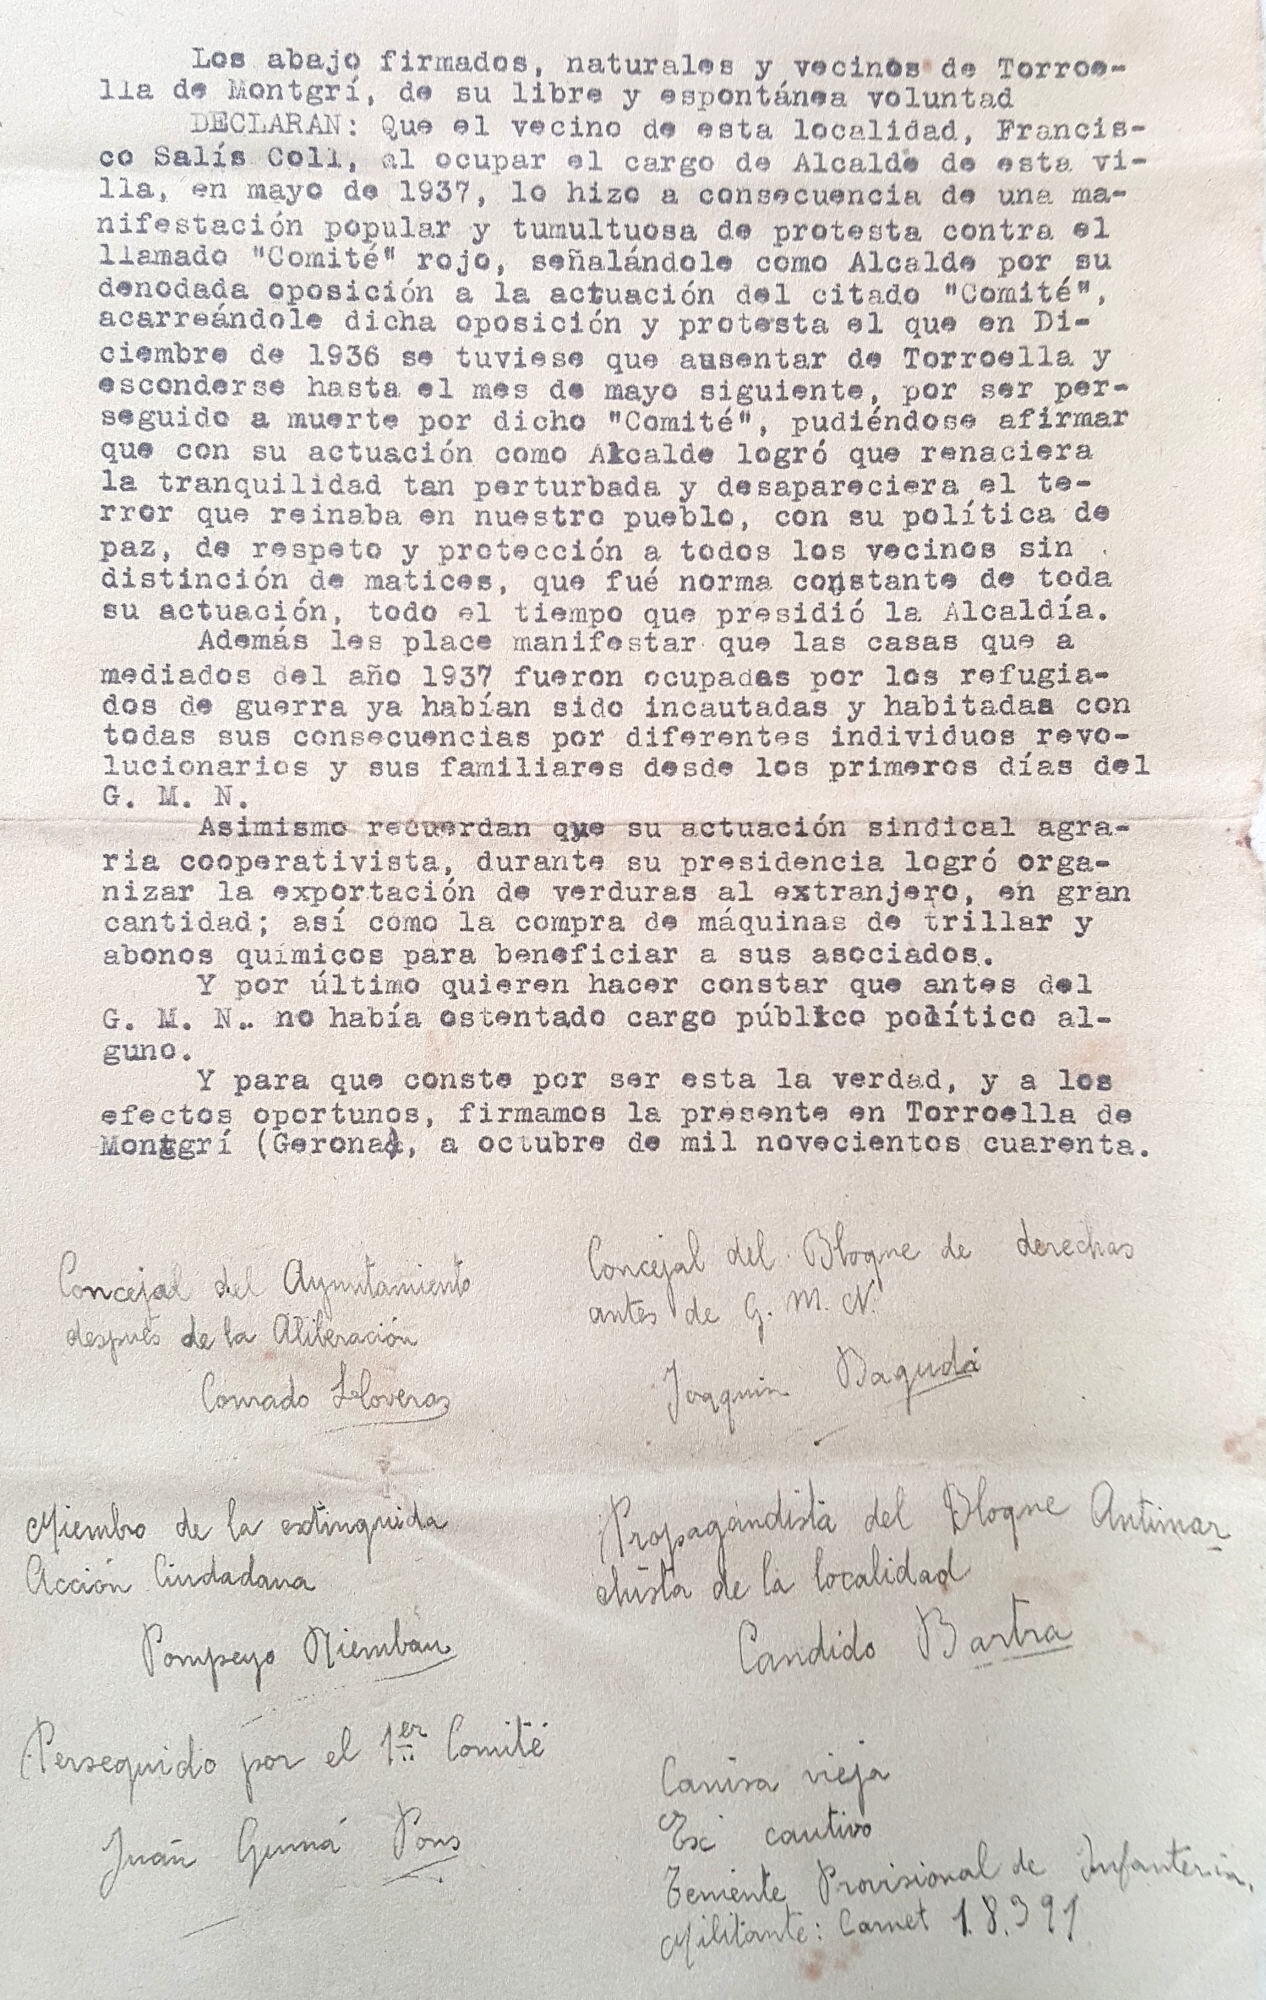 Los abajo firmados, naturales y vecinos de Torroe-
lla de Montgrí, de su libre y espontánea voluntad
DECLARAN: Que el vecino de esta localidad, Francis-
co Salís Coll, al ocupar el cargo de Alcalde de esta vi-
lla, en mayo de 1937, lo hizo a consecuencia de una ma-
nifestación popular y tumultuosa de protesta contra el
llamado "Comité" rojo, señalándole como Alcalde por su
denodada oposición a la actuación del citado "Comité",
acarreándole dicha oposición y protesta el que en Di-
ciembre de 1936 se tuviese que ausentar de Torroella y
esconderse hasta el mes de mayo siguiente, por ser per-
seguido a muerte por dicho "Comité", pudiéndose afirmar
que con su actuación como Alcalde logró que renaciera
la tranquilidad tan perturbada y desapareciera el te-
rror que reinaba en nuestro pueblo, con su política de
paz, de respeto y protección a todos los vecinos sin
distinción de matices, que fué norma constante de toda
su actuación, todo el tiempo que presidió la Alcaldía.
Además les place manifestar que las casas que a
mediados del año 1937 fueron ocupadas por los refugia-
dos de guerra ya habían sido incautadas y habitadas con
todas sus consecuencias por diferentes individuos revo-
lucionarios y sus familiares desde los primeros días del
G. M. N.
Asimismo recuerdan que su actuación sindical agra-
ria cooperativista, durante su presidencia logró orga-
nizar la exportación de verduras al extranjero, en gran
cantidad; así como la compra de máquinas de trillar y
abonos químicos para beneficiar a sus asociados.
Y por último quieren hacer constar que antes del
G. M. N.. no había ostentado cargo público político al-
guno.
Y para que conste por ser esta la verdad, y a los
efectos oportunos, firmamos la presente en Torroella de
Montgrí (Gerona), a octubre de mil novecientos cuarenta.
Concejal del Ayuntamiento
después de la Aliberación
Conrado Lloveras
Concejal del Bloque de derechas
antes de G. M. N.
Joaquin Bagudá
Miembro de la extinguida
Acción Ciudadana
Pompeyo Niembau
Propagandista del Bloque Antimar
chista de la localidad
Candido Bartra
Perseguido por el 1er Comité
Juan Gumá Pons
Camisa vieja
Ex cautivo
Teniente Provisional de Infanteria.
Militante: Carnet 18.391